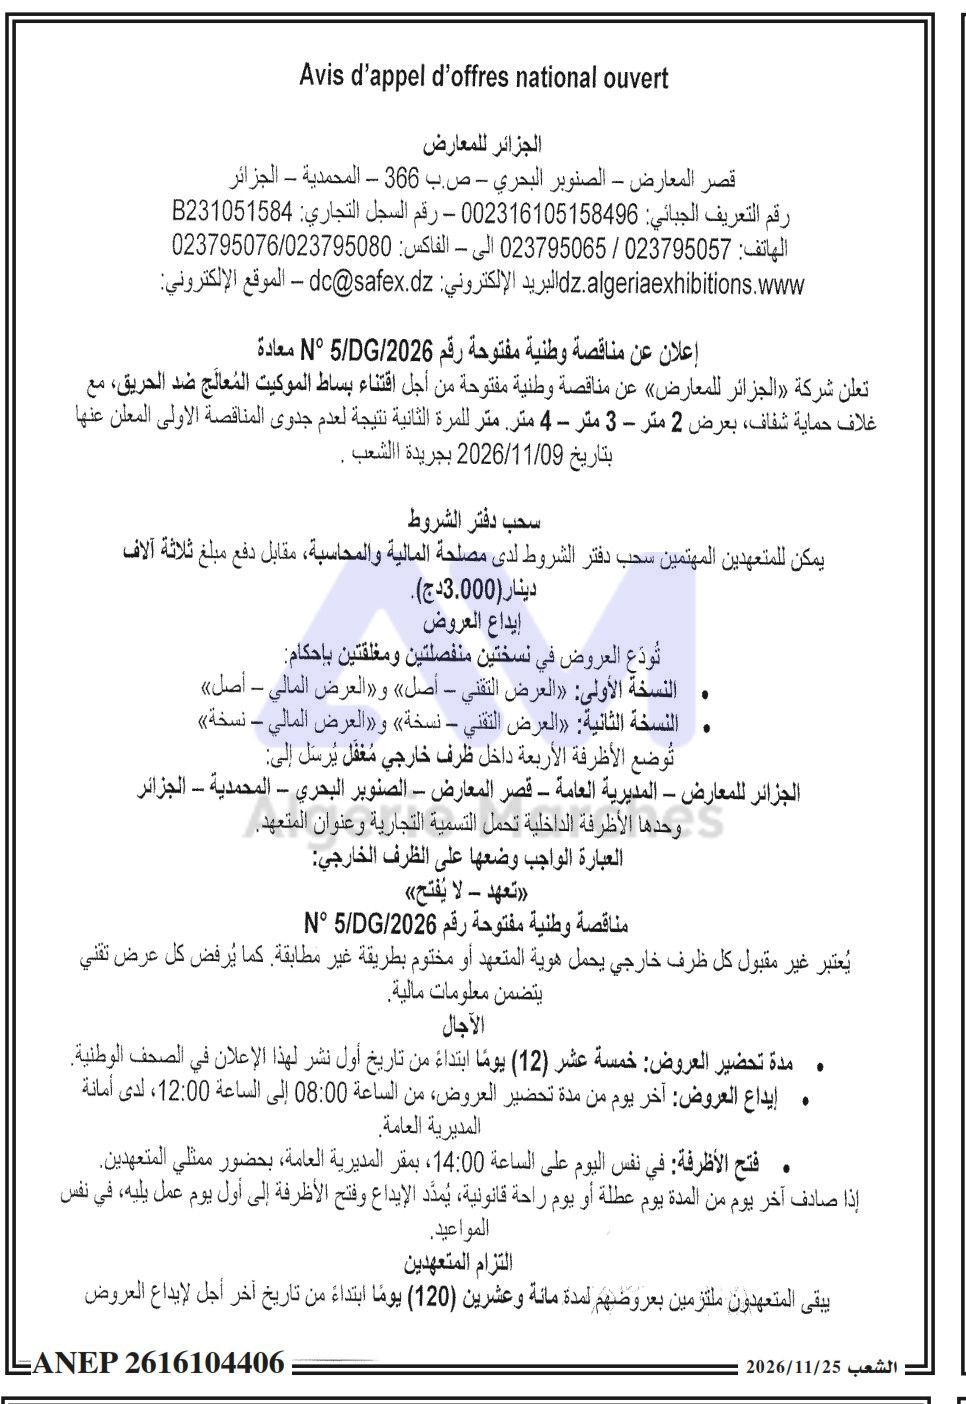 Avis d'appel d'offres national ouvert
الجزائر للمعارض
قصر المعارض – الصنوبر البحري – ص.ب 366 – المحمدية – الجزائر
رقم التعريف الجبائي: 002316105158496 – رقم السجل التجاري: B231051584
الهاتف: 023795057 / 023795065 الى – الفاكس: 023795076/023795080
dz.algeriaexhibitions.wwwالبريد الإلكتروني: dc@safex.dz – الموقع الإلكتروني:
إعلان عن مناقصة وطنية مفتوحة رقم N° 5/DG/2026 معادة
تعلن شركة «الجزائر للمعارض» عن مناقصة وطنية مفتوحة من أجل اقتناء بساط الموكيت المُعالَج ضد الحريق، مع
غلاف حماية شفاف، بعرض 2 متر – 3 متر – 4 متر. متر للمرة الثانية نتيجة لعدم جدوى المناقصة الاولى المعلن عنها
بتاريخ 2026/11/09 بجريدة االشعب .
سحب دفتر الشروط
يمكن للمتعهدين المهتمين سحب دفتر الشروط لدى مصلحة المالية والمحاسبة، مقابل دفع مبلغ ثلاثة آلاف
دينار(3.000دج).
إيداع العروض
تُودَع العروض في نسختين منفصلتين ومغلقتين بإحكام:
• النسخة الأولى: «العرض التقني – أصل» و«العرض المالي – أصل»
• النسخة الثانية: «العرض التقني – نسخة» و«العرض المالي – نسخة»
تُوضع الأظرفة الأربعة داخل ظرف خارجي مُغفَل يُرسَل إلى:
الجزائر للمعارض – المديرية العامة – قصر المعارض – الصنوبر البحري – المحمدية – الجزائر
وحدها الأظرفة الداخلية تحمل التسمية التجارية وعنوان المتعهد.
العبارة الواجب وضعها على الظرف الخارجي:
«تعهد – لا يُفتح»
مناقصة وطنية مفتوحة رقم N° 5/DG/2026
يُعتبر غير مقبول كل ظرف خارجي يحمل هوية المتعهد أو مختوم بطريقة غير مطابقة. كما يُرفض كل عرض تقني
يتضمن معلومات مالية.
الآجال
• مدة تحضير العروض: خمسة عشر (12) يومًا ابتداءً من تاريخ أول نشر لهذا الإعلان في الصحف الوطنية.
• إيداع العروض: آخر يوم من مدة تحضير العروض، من الساعة 08:00 إلى الساعة 12:00، لدى أمانة
المديرية العامة.
• فتح الأظرفة: في نفس اليوم على الساعة 14:00، بمقر المديرية العامة، بحضور ممثلي المتعهدين.
إذا صادف آخر يوم من المدة يوم عطلة أو يوم راحة قانونية، يُمدَّد الإيداع وفتح الأظرفة إلى أول يوم عمل يليه، في نفس
المواعيد.
التزام المتعهدين
يبقى المتعهدون ملتزمين بعروضهم لمدة مائة وعشرين (120) يومًا ابتداءً من تاريخ آخر أجل لإيداع العروض
ANEP 2616104406
الشعب 2026/11/25
Algerie Marches